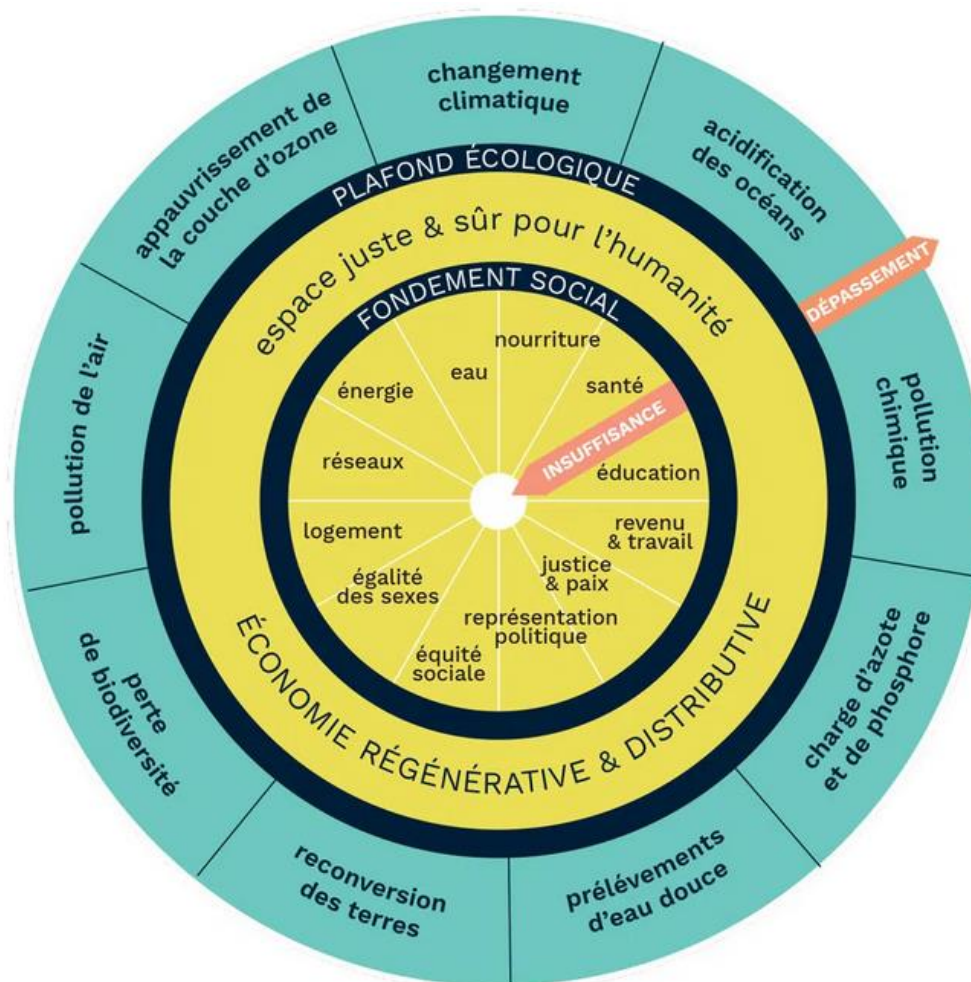 changement
climatique
acidification
des océans
DÉPASSEMENT
pollution
chimique
charge d'azote
et de phosphore
prélévements
d'eau douce
reconversion
des terres
perte
de biodiversité
pollution de l'air
appauvrissement de
la couche d'ozone
PLAFOND ÉCOLOGIQUE
espace juste & sûr pour l'humanité
FONDEMENT SOCIAL
nourriture
santé
INSUFFISANCE
éducation
revenu
& travail
justice
& paix
représentation
politique
équité
sociale
égalité
des sexes
logement
réseaux
énergie
eau
ÉCONOMIE RÉGÉNÉRATIVE & DISTRIBUTIVE